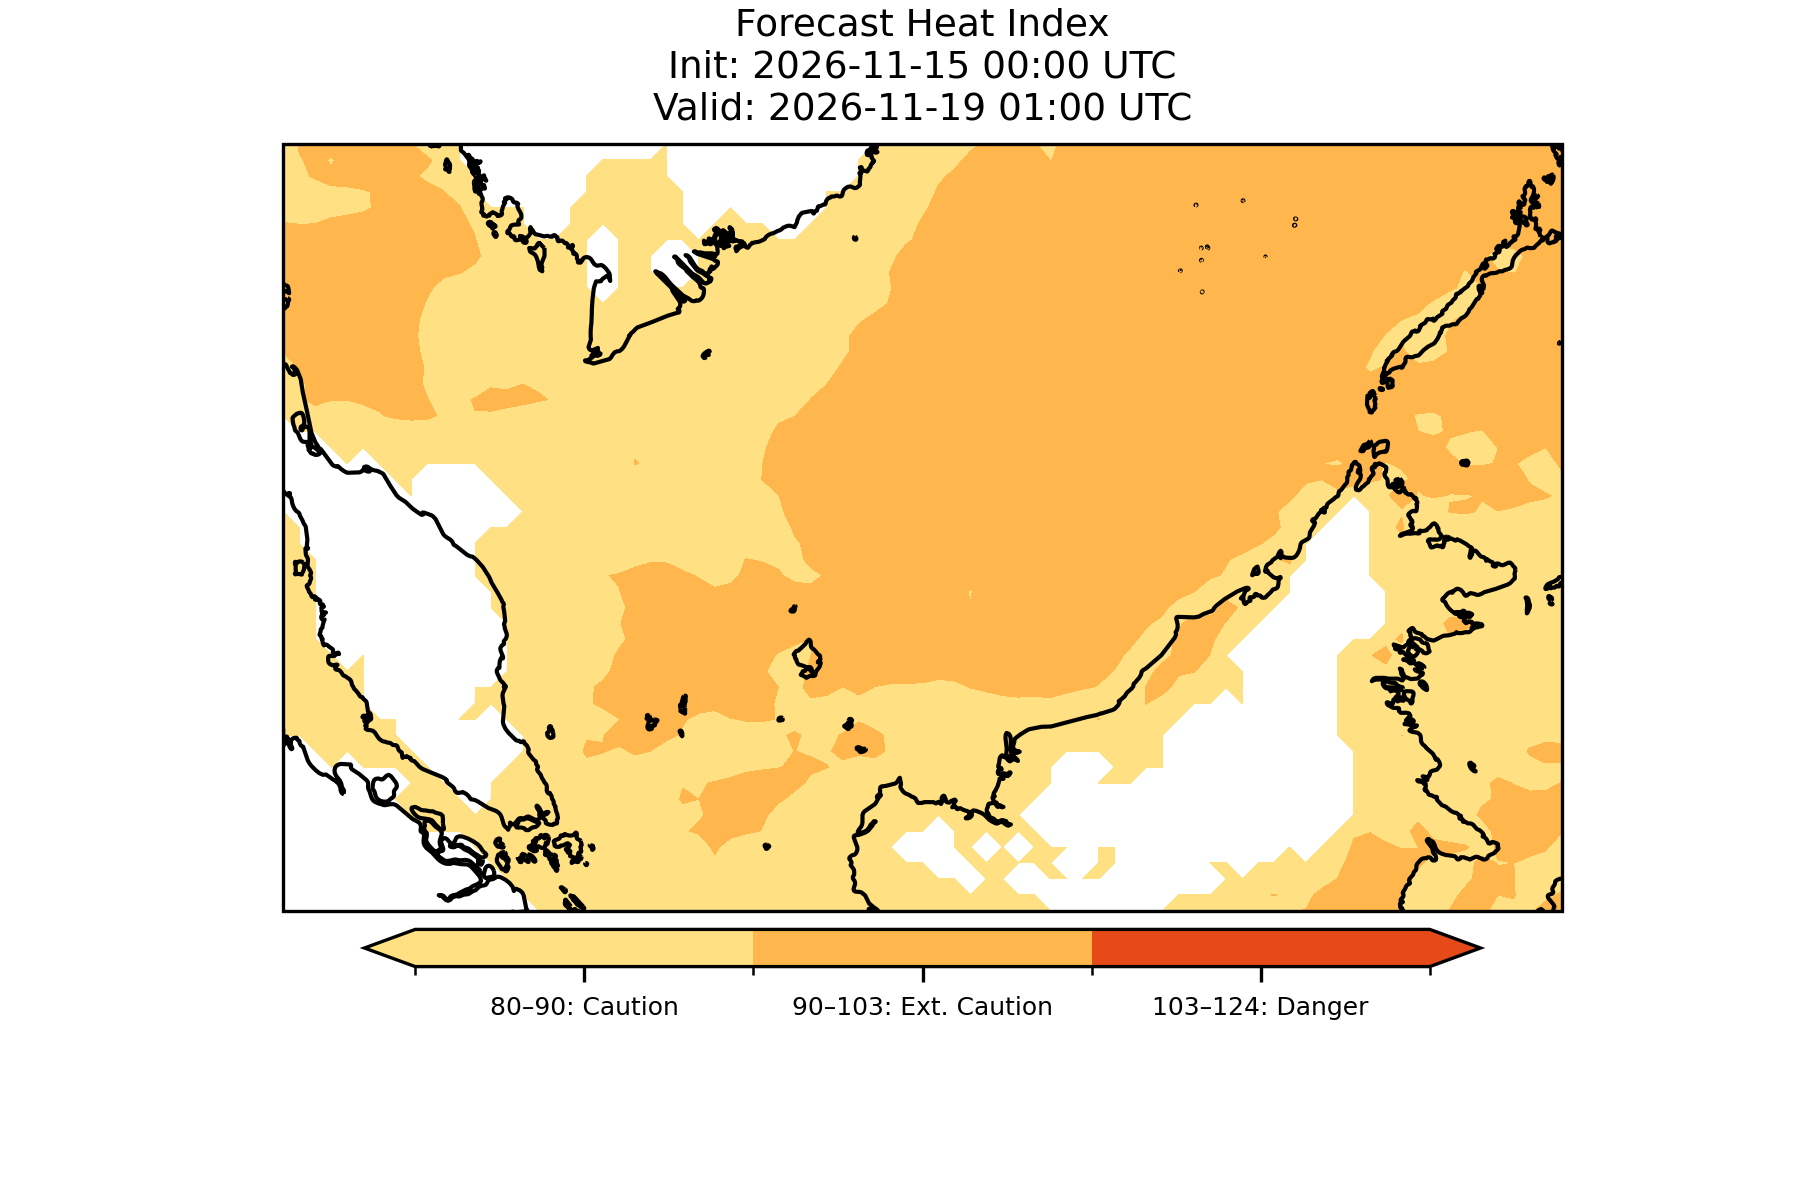 Forecast Heat Index
Init: 2026-11-15 00:00 UTC
Valid: 2026-11-19 01:00 UTC
80–90: Caution
90–103: Ext. Caution
103–124: Danger